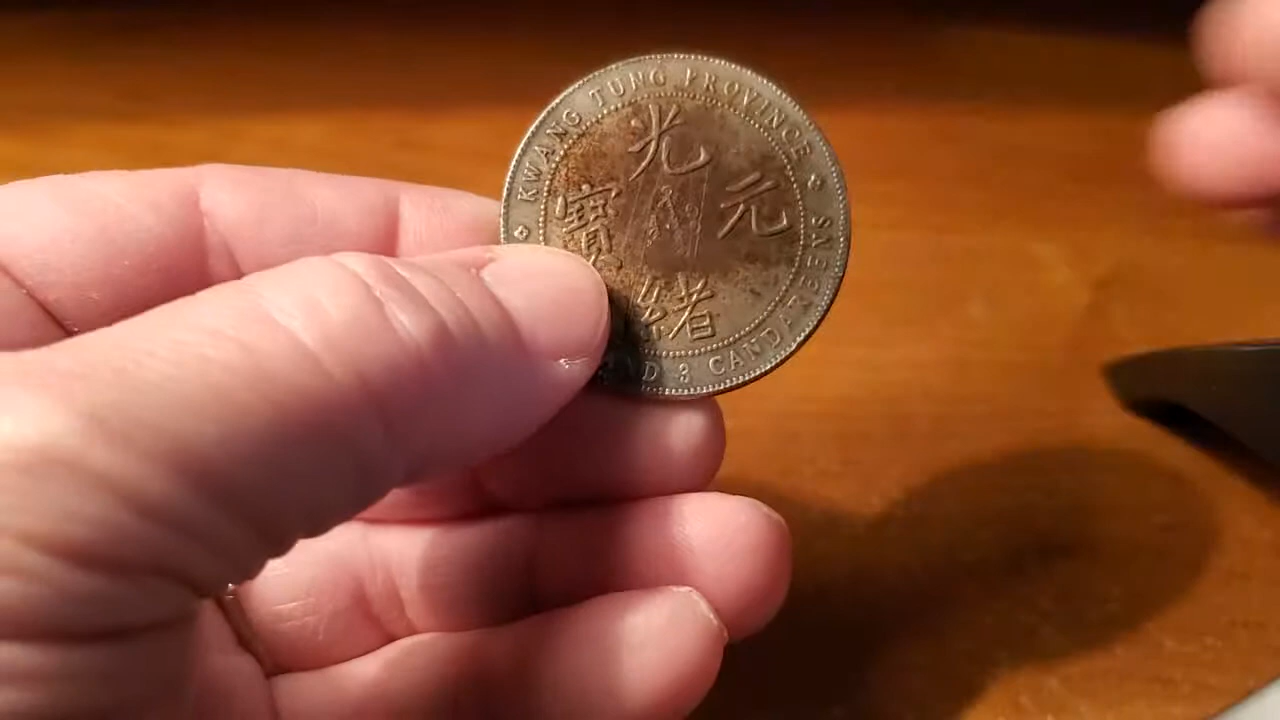 KWANG TUNG PROVINCE
光
元
寶
緒
D 3 CANDAREENS